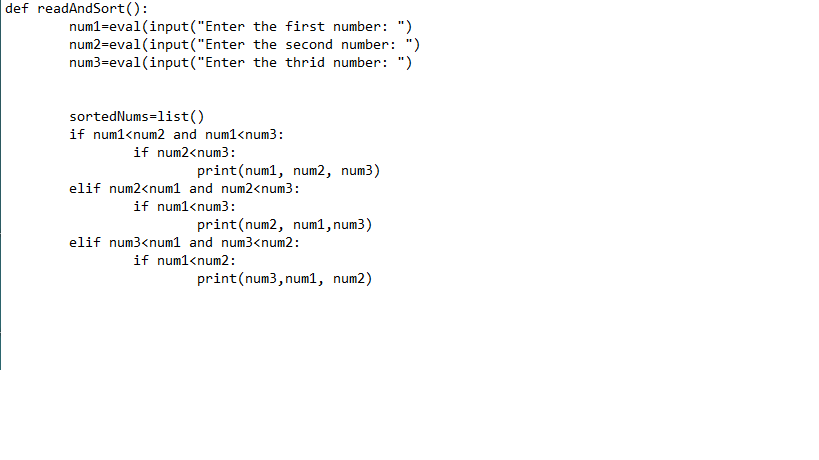 def readAndSort():
        num1=eval(input("Enter the first number: ")
        num2=eval(input("Enter the second number: ")
        num3=eval(input("Enter the thrid number: ")
        sortedNums=list()
        if num1<num2 and num1<num3:
                if num2<num3:
                        print(num1, num2, num3)
        elif num2<num1 and num2<num3:
                if num1<num3:
                        print(num2, num1,num3)
        elif num3<num1 and num3<num2:
                if num1<num2:
                        print(num3,num1, num2)